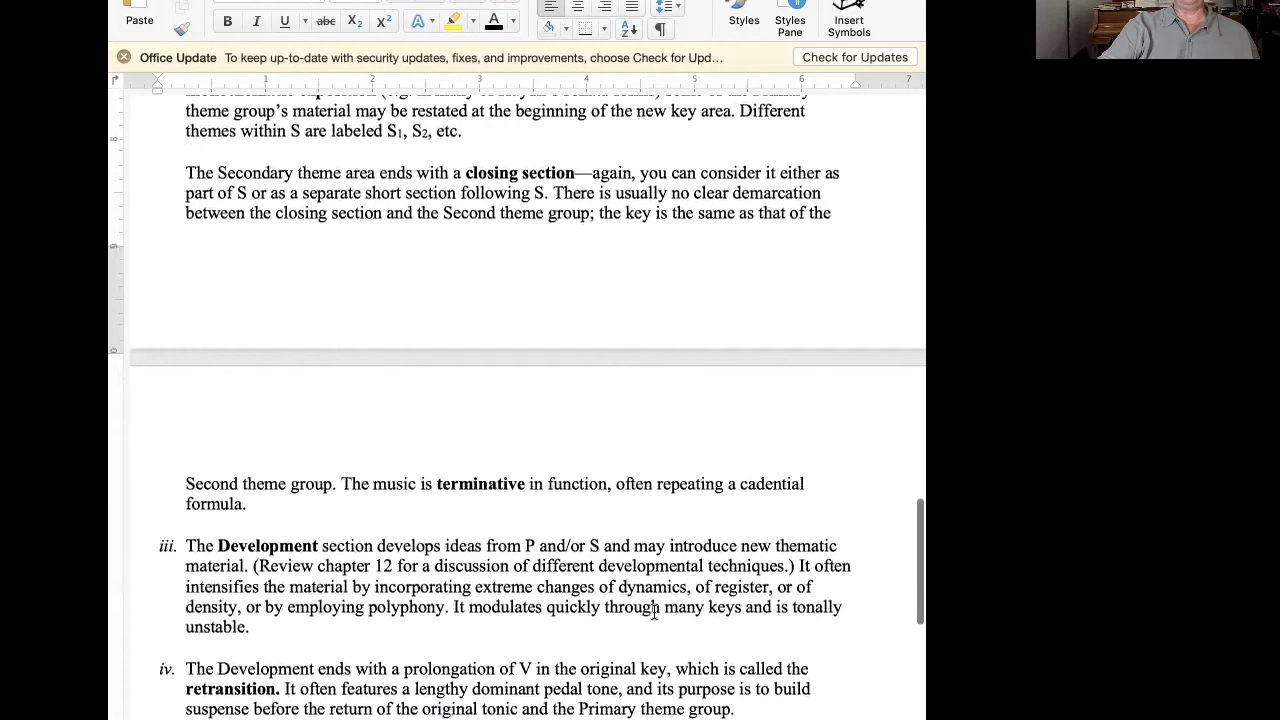 Paste
B I U abc X2 X2 A A
Styles
Styles Pane
Insert Symbols
Office Update To keep up-to-date with security updates, fixes, and improvements, choose Check for Upd… Check for Updates
1 2 3 4 5 6 7
theme group’s material may be restated at the beginning of the new key area. Different
themes within S are labeled S1, S2, etc.
The Secondary theme area ends with a closing section—again, you can consider it either as
part of S or as a separate short section following S. There is usually no clear demarcation
between the closing section and the Second theme group; the key is the same as that of the
Second theme group. The music is terminative in function, often repeating a cadential
formula.
iii. The Development section develops ideas from P and/or S and may introduce new thematic
material. (Review chapter 12 for a discussion of different developmental techniques.) It often
intensifies the material by incorporating extreme changes of dynamics, of register, or of
density, or by employing polyphony. It modulates quickly through many keys and is tonally
unstable.
iv. The Development ends with a prolongation of V in the original key, which is called the
retransition. It often features a lengthy dominant pedal tone, and its purpose is to build
suspense before the return of the original tonic and the Primary theme group.